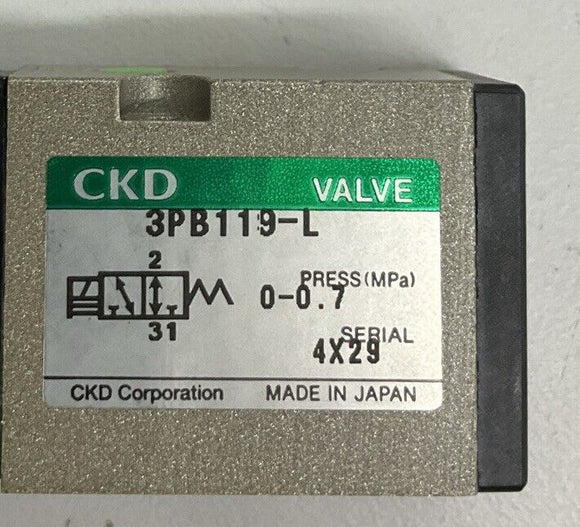 CKD VALVE
3PB119-L
2
PRESS(MPa)
0-0.7
31
SERIAL
4X29
CKD Corporation MADE IN JAPAN